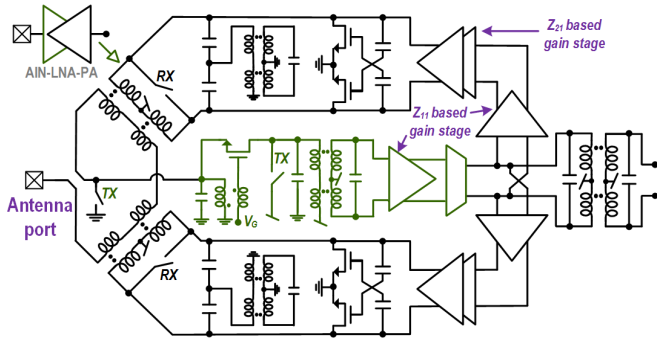 Z21 based
gain stage
AIN-LNA-PA
RX
Z11 based
gain stage
TX
TX
Antenna
port
VG
RX